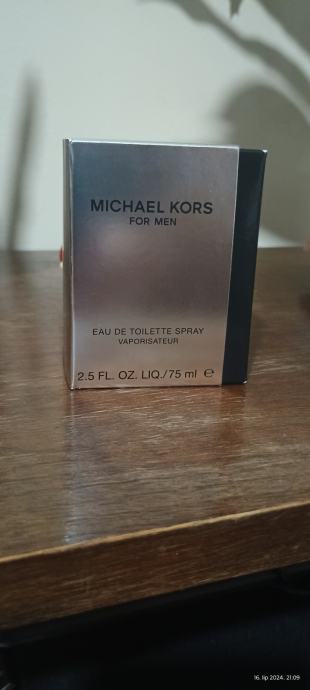 MICHAEL KORS
FOR MEN
EAU DE TOILETTE SPRAY
VAPORISATEUR
2.5 FL. OZ. LIQ./75 ml ℮
16. lip 2024. 21:09